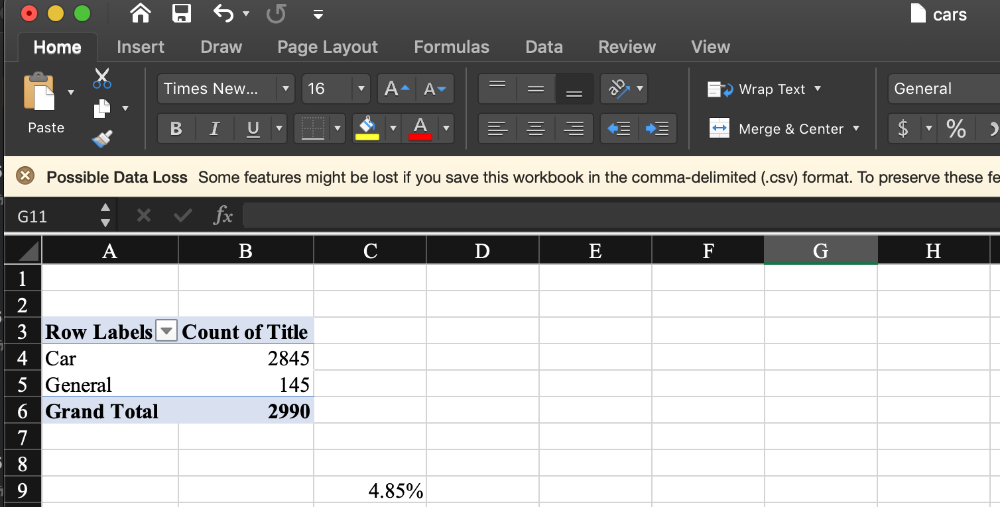 cars
Home Insert Draw Page Layout Formulas Data Review View
Times New... 16 A A ab Wrap Text General
Paste B I U A Merge & Center $ %
Possible Data Loss Some features might be lost if you save this workbook in the comma-delimited (.csv) format. To preserve these fe
G11 fx
A B C D E F G H
1
2
3 Row Labels Count of Title
4 Car 2845
5 General 145
6 Grand Total 2990
7
8
9 4.85%